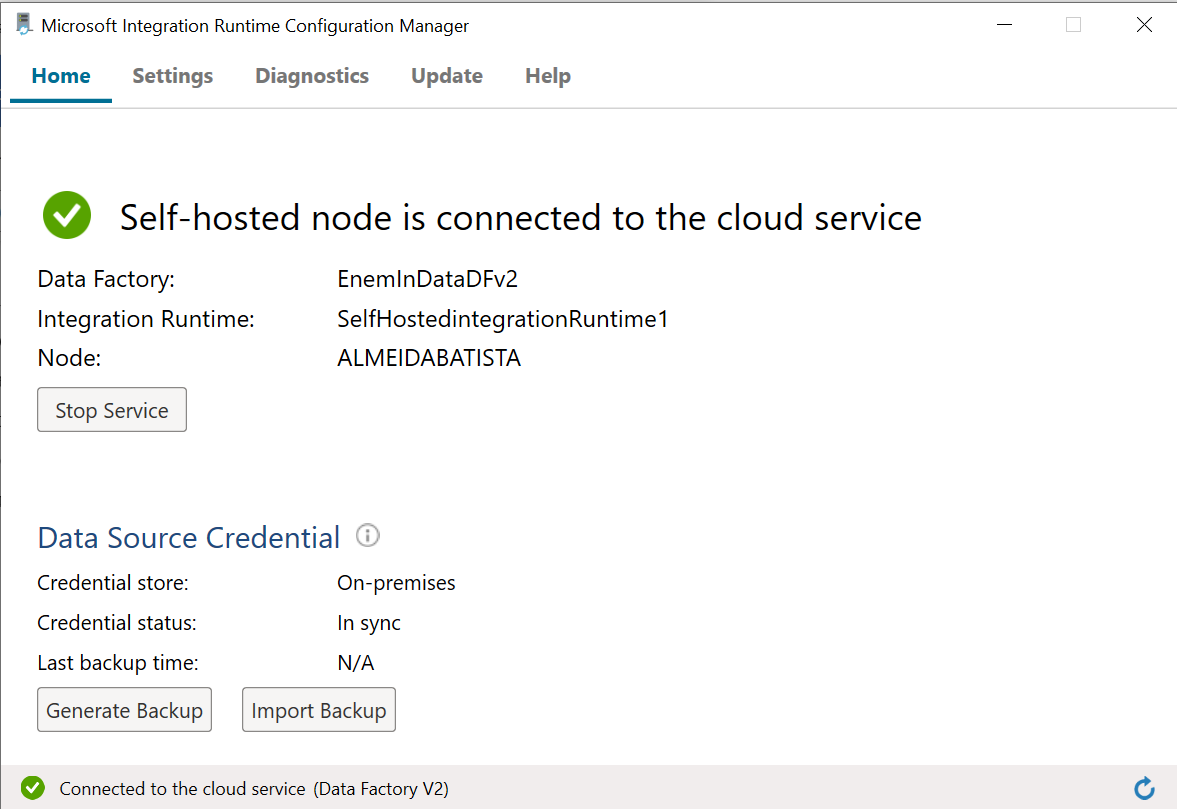 Microsoft Integration Runtime Configuration Manager
Home Settings Diagnostics Update Help
Self-hosted node is connected to the cloud service
Data Factory: EnemInDataDFv2
Integration Runtime: SelfHostedintegrationRuntime1
Node: ALMEIDABATISTA
Stop Service
Data Source Credential
Credential store: On-premises
Credential status: In sync
Last backup time: N/A
Generate Backup Import Backup
Connected to the cloud service (Data Factory V2)